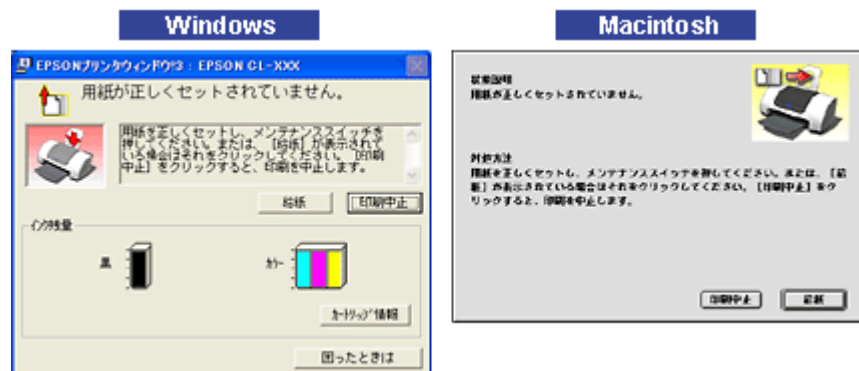 Windows
Macintosh
EPSONプリンタウィンドウ!3 : EPSON CL-XXX
用紙が正しくセットされていません。
用紙を正しくセットし、メンテナンススイッチを
押してください。または、［給紙］が表示されて
いる場合はそれをクリックしてください。［印刷
中止］をクリックすると、印刷を中止します。
給紙
印刷中止
インク残量
黒
カラー
カートリッジ情報
困ったときは
状態説明
用紙が正しくセットされていません。
対処方法
用紙を正しくセットし、メンテナンススイッチを押してください。または、［給
紙］が表示されている場合はそれをクリックしてください。［印刷中止］をク
リックすると、印刷を中止します。
印刷中止
給紙